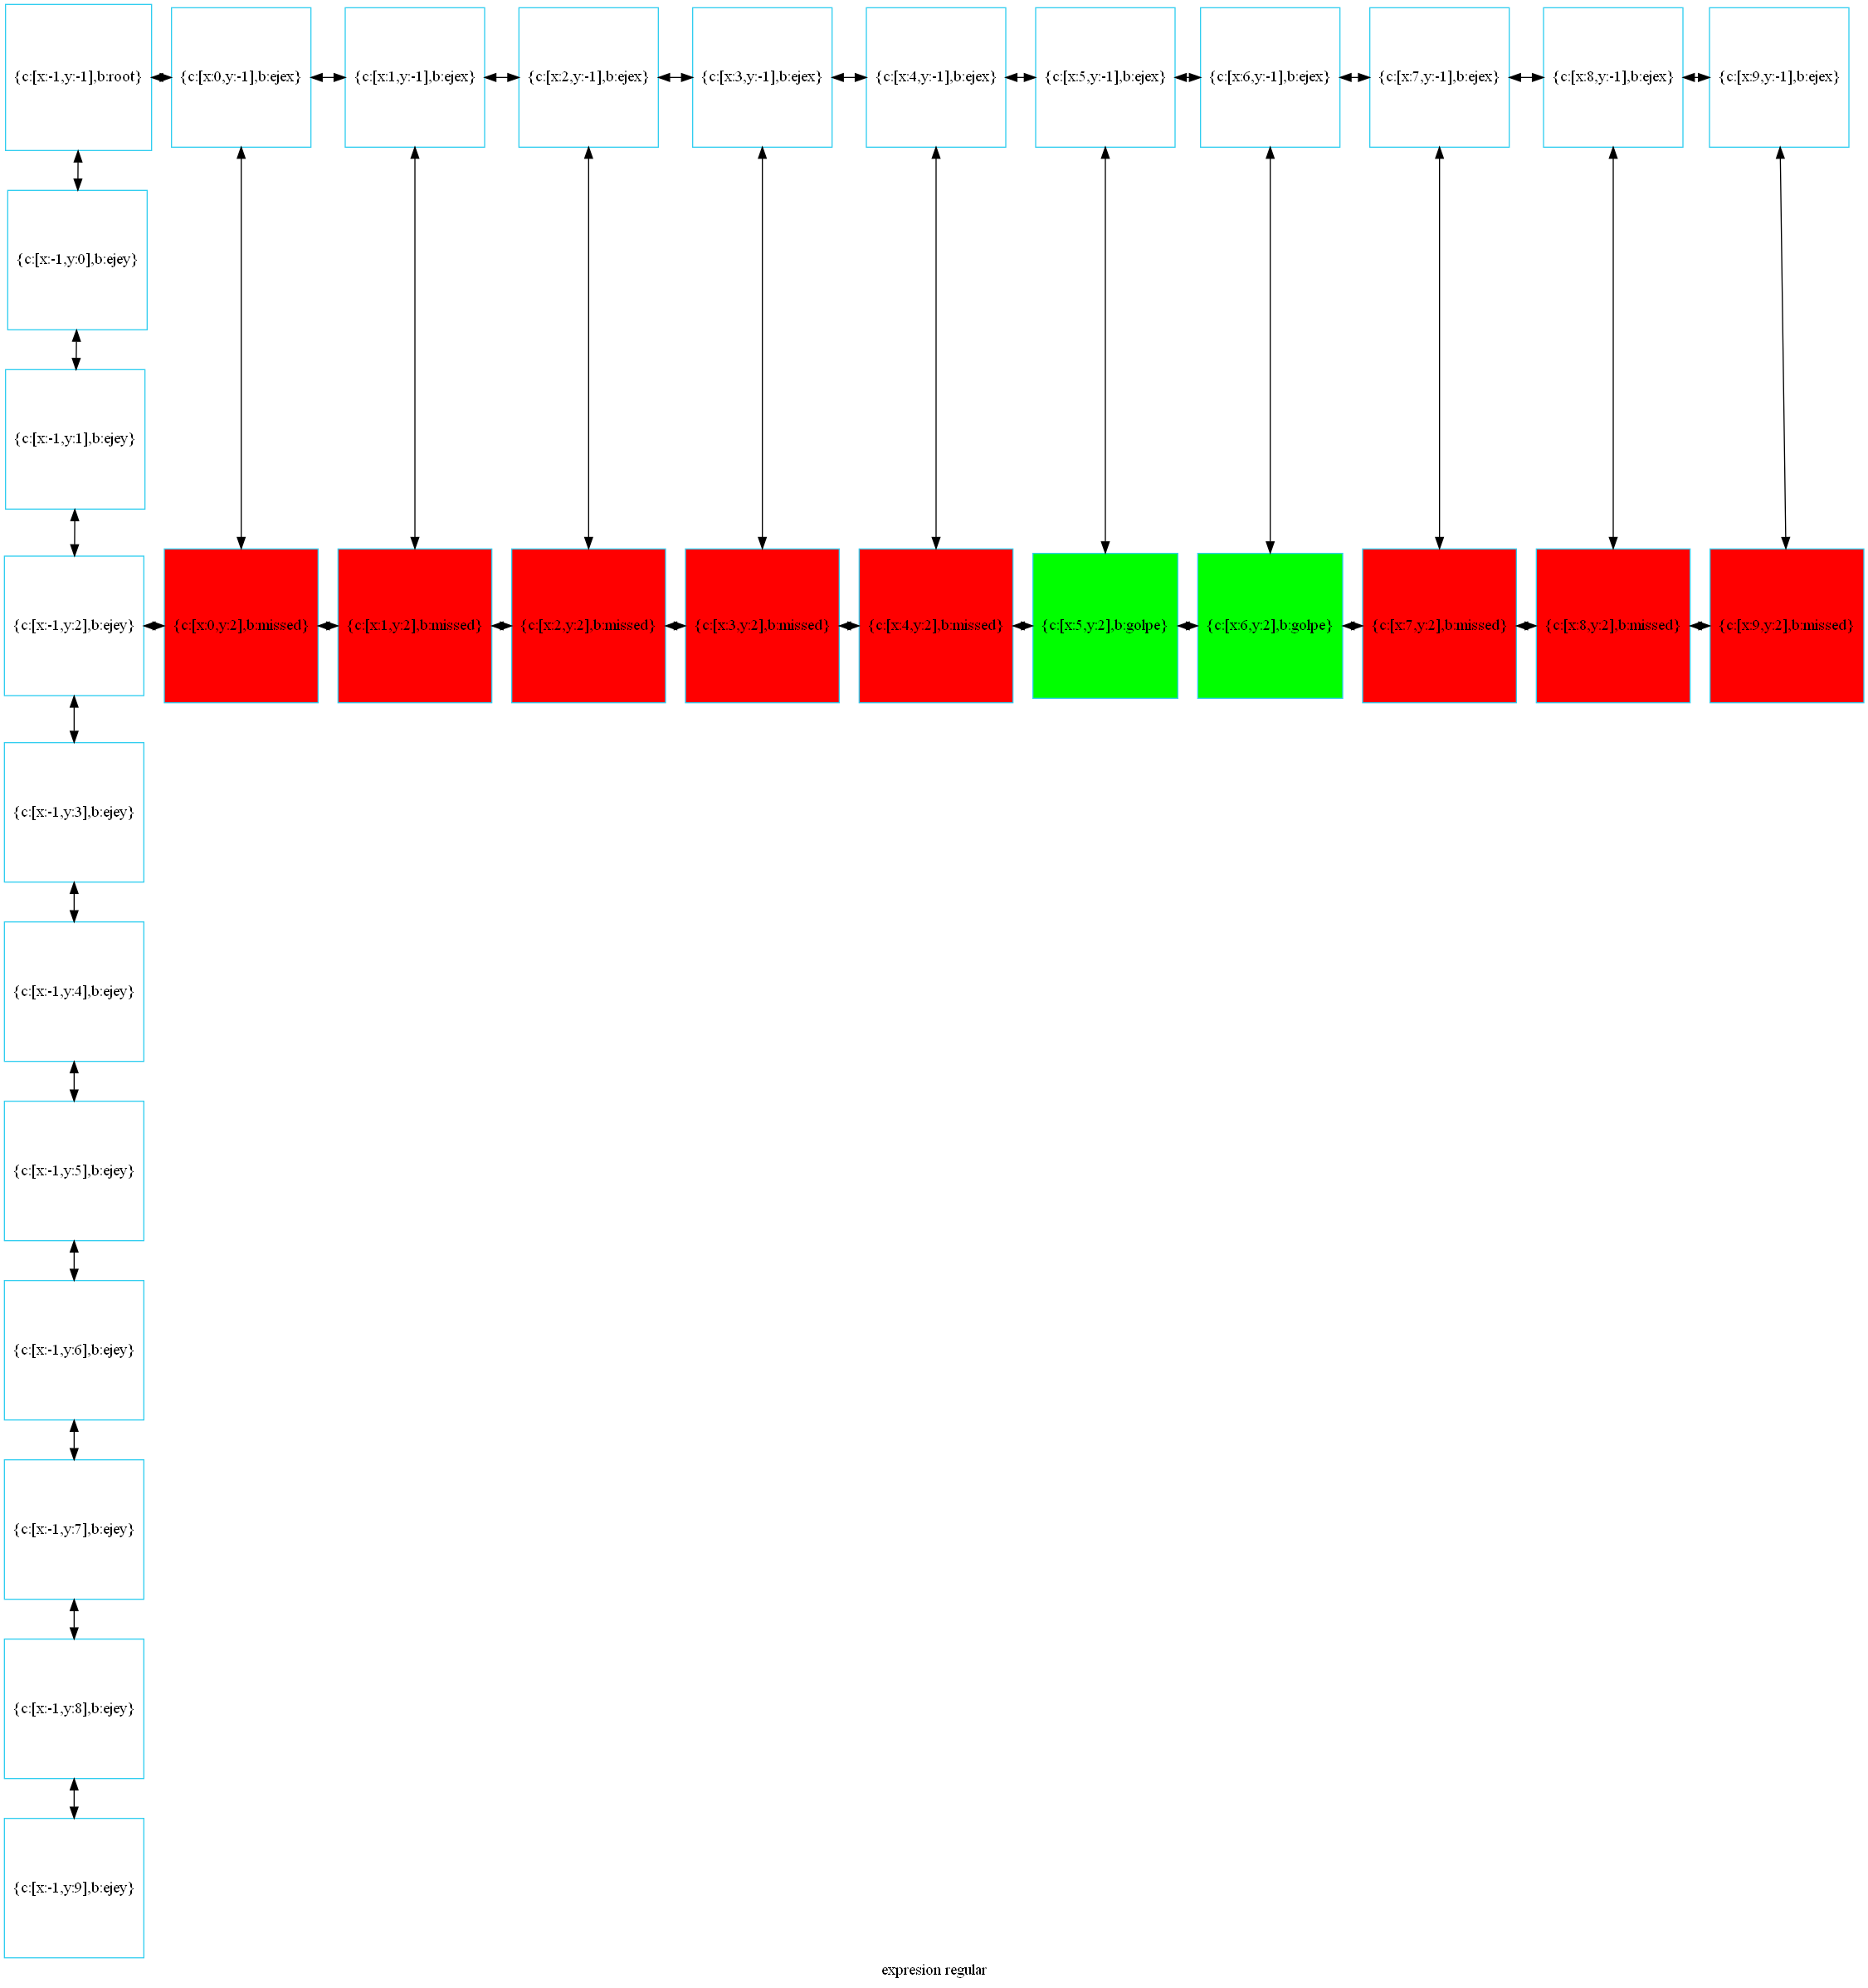 {c:[x:-1,y:-1],b:root} {c:[x:0,y:-1],b:ejex} {c:[x:1,y:-1],b:ejex} {c:[x:2,y:-1],b:ejex} {c:[x:3,y:-1],b:ejex} {c:[x:4,y:-1],b:ejex} {c:[x:5,y:-1],b:ejex} {c:[x:6,y:-1],b:ejex} {c:[x:7,y:-1],b:ejex} {c:[x:8,y:-1],b:ejex} {c:[x:9,y:-1],b:ejex}
{c:[x:-1,y:0],b:ejey}
{c:[x:-1,y:1],b:ejey}
{c:[x:-1,y:2],b:ejey} {c:[x:0,y:2],b:missed} {c:[x:1,y:2],b:missed} {c:[x:2,y:2],b:missed} {c:[x:3,y:2],b:missed} {c:[x:4,y:2],b:missed} {c:[x:5,y:2],b:golpe} {c:[x:6,y:2],b:golpe} {c:[x:7,y:2],b:missed} {c:[x:8,y:2],b:missed} {c:[x:9,y:2],b:missed}
{c:[x:-1,y:3],b:ejey}
{c:[x:-1,y:4],b:ejey}
{c:[x:-1,y:5],b:ejey}
{c:[x:-1,y:6],b:ejey}
{c:[x:-1,y:7],b:ejey}
{c:[x:-1,y:8],b:ejey}
{c:[x:-1,y:9],b:ejey}
expresion regular